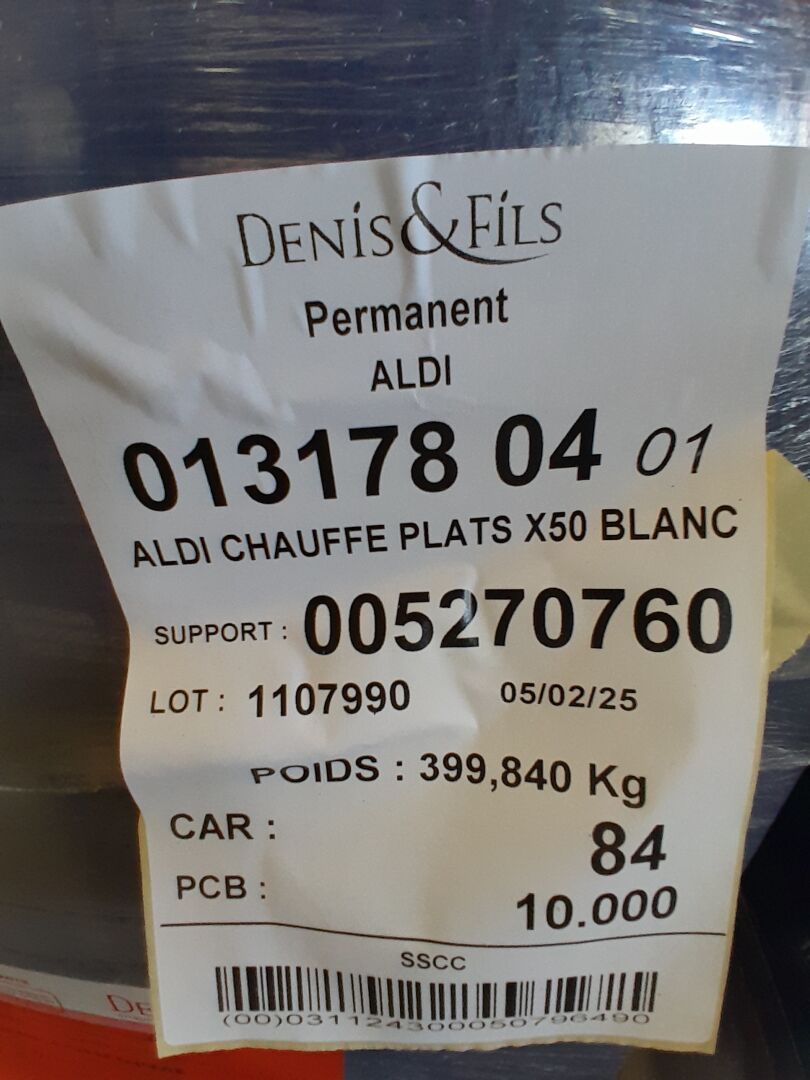 DENIS&FILS
Permanent
ALDI
013178 04 01
ALDI CHAUFFE PLATS X50 BLANC
SUPPORT : 005270760
LOT : 1107990 05/02/25
POIDS : 399,840 Kg
CAR : 84
PCB : 10.000
SSCC
(00)031124300050796490
DE